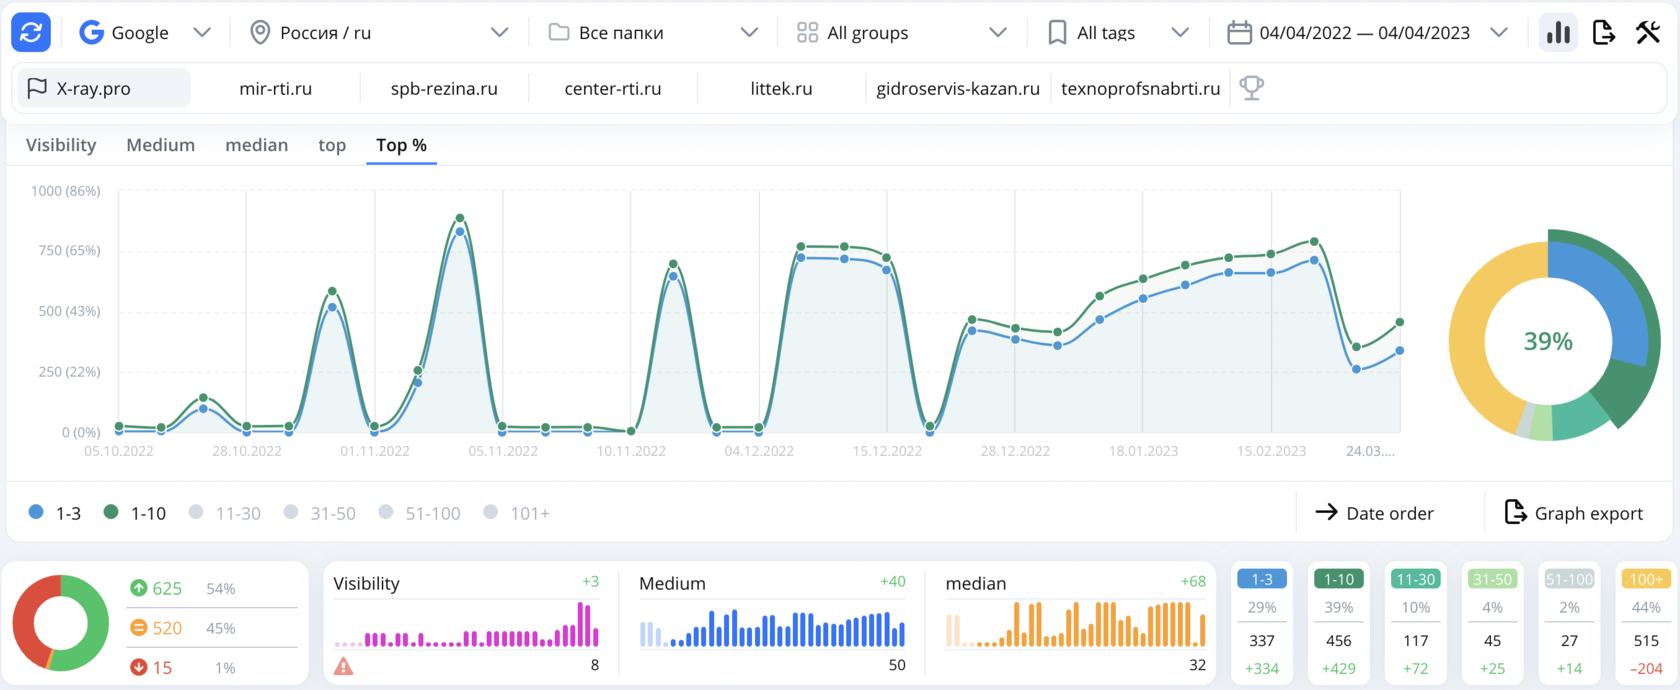 Google Россия / ru Все папки All groups All tags 04/04/2022 — 04/04/2023
X-ray.pro mir-rti.ru spb-rezina.ru center-rti.ru littek.ru gidroservis-kazan.ru texnoprofsnabrti.ru
Visibility Medium median top Top %
1000 (86%)
750 (65%)
500 (43%)
250 (22%)
0 (0%)
05.10.2022 28.10.2022 01.11.2022 05.11.2022 10.11.2022 04.12.2022 15.12.2022 28.12.2022 18.01.2023 15.02.2023 24.03....
39%
1-3 1-10 11-30 31-50 51-100 101+ Date order Graph export
625 54%
520 45%
15 1%
Visibility +3
8
Medium +40
50
median +68
32
1-3 1-10 11-30 31-50 51-100 100+
29% 39% 10% 4% 2% 44%
337 456 117 45 27 515
+334 +429 +72 +25 +14 -204